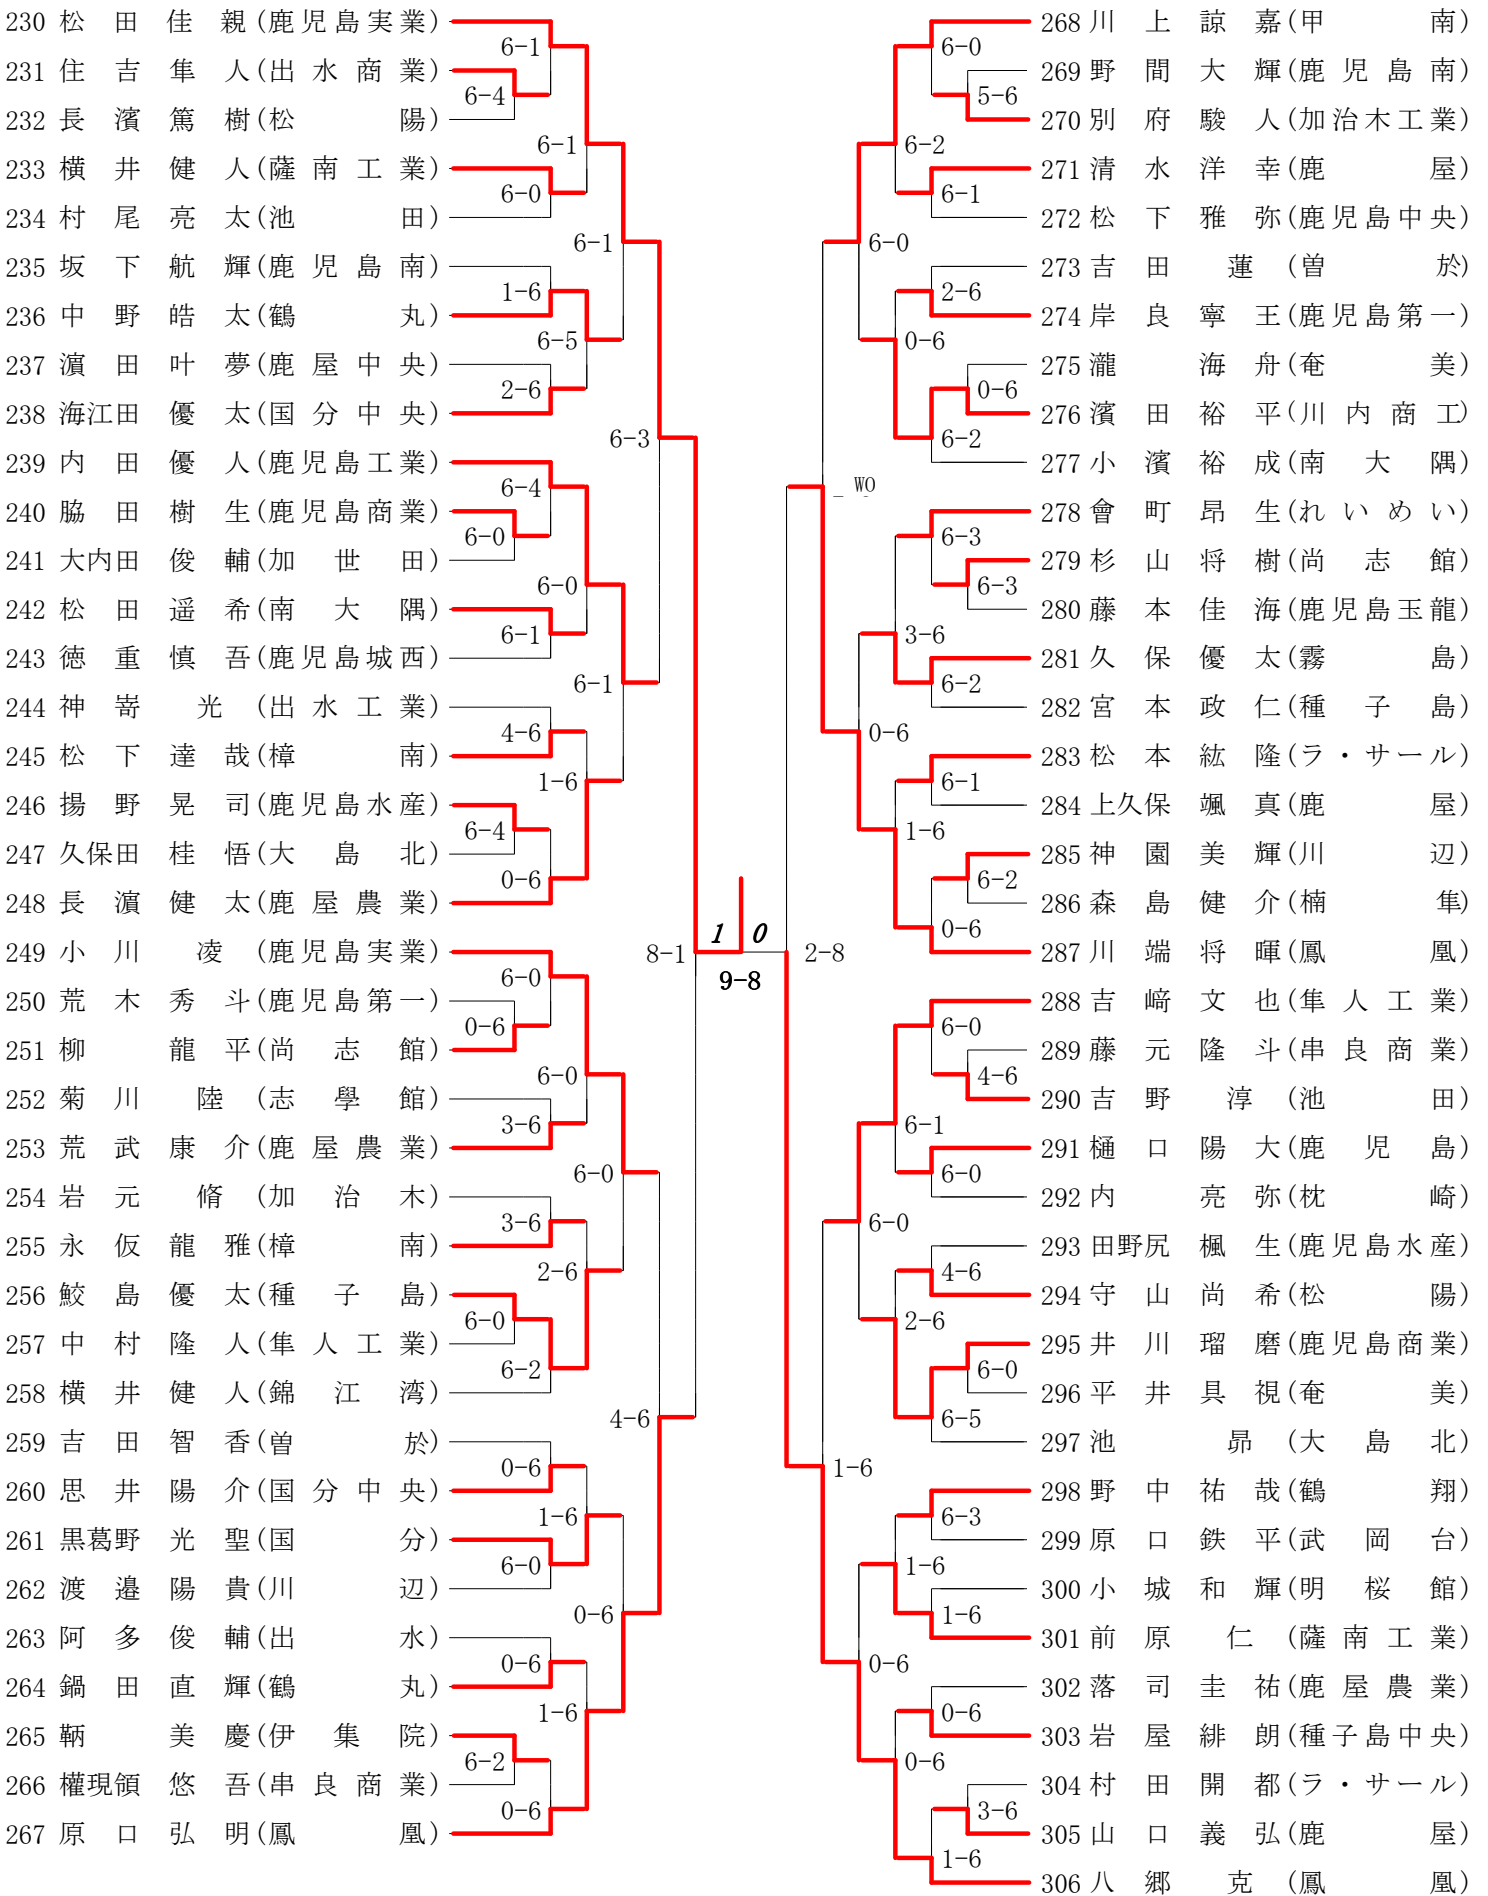 230 松田佳親(鹿児島実業)
6-1
231 住吉隼人(出水商業)
6-4
232 長濱篤樹(松陽)
6-1
233 横井健人(薩南工業)
6-0
234 村尾亮太(池田)
6-1
235 坂下航輝(鹿児島南)
1-6
236 中野皓太(鶴丸)
6-5
237 濵田叶夢(鹿屋中央)
2-6
238 海江田優太(国分中央)
6-3
239 内田優人(鹿児島工業)
6-4
240 脇田樹生(鹿児島商業)
6-0
241 大内田俊輔(加世田)
6-0
242 松田遥希(南大隅)
6-1
243 徳重慎吾(鹿児島城西)
6-1
244 神嵜光(出水工業)
4-6
245 松下達哉(樟南)
1-6
246 揚野晃司(鹿児島水産)
6-4
247 久保田桂悟(大島北)
0-6
248 長濵健太(鹿屋農業)
8-1
249 小川凌(鹿児島実業)
6-0
250 荒木秀斗(鹿児島第一)
0-6
251 柳龍平(尚志館)
6-0
252 菊川陸(志學館)
3-6
253 荒武康介(鹿屋農業)
6-0
254 岩元脩(加治木)
3-6
255 永仮龍雅(樟南)
2-6
256 鮫島優太(種子島)
6-0
257 中村隆人(隼人工業)
6-2
258 横井健人(錦江湾)
4-6
259 吉田智香(曽於)
0-6
260 思井陽介(国分中央)
1-6
261 黒葛野光聖(国分)
6-0
262 渡邉陽貴(川辺)
0-6
263 阿多俊輔(出水)
0-6
264 鍋田直輝(鶴丸)
1-6
265 鞆美慶(伊集院)
6-2
266 權現領悠吾(串良商業)
0-6
267 原口弘明(鳳凰)
1 0
9-8
268 川上諒嘉(甲南)
6-0
269 野間大輝(鹿児島南)
5-6
270 別府駿人(加治木工業)
6-2
271 清水洋幸(鹿屋)
6-1
272 松下雅弥(鹿児島中央)
6-0
273 吉田蓮(曽於)
2-6
274 岸良寧王(鹿児島第一)
0-6
275 瀧海舟(奄美)
0-6
276 濱田裕平(川内商工)
6-2
277 小濱裕成(南大隅)
WO
278 會町昂生(れいめい)
6-3
279 杉山将樹(尚志館)
6-3
280 藤本佳海(鹿児島玉龍)
3-6
281 久保優太(霧島)
6-2
282 宮本政仁(種子島)
0-6
283 松本紘隆(ラ・サール)
6-1
284 上久保颯真(鹿屋)
1-6
285 神園美輝(川辺)
6-2
286 森島健介(楠隼)
0-6
287 川端将暉(鳳凰)
2-8
288 吉﨑文也(隼人工業)
6-0
289 藤元隆斗(串良商業)
4-6
290 吉野淳(池田)
6-1
291 樋口陽大(鹿児島)
6-0
292 内亮弥(枕崎)
6-0
293 田野尻楓生(鹿児島水産)
4-6
294 守山尚希(松陽)
2-6
295 井川瑠磨(鹿児島商業)
6-0
296 平井具視(奄美)
6-5
297 池昴(大島北)
1-6
298 野中祐哉(鶴翔)
6-3
299 原口鉄平(武岡台)
1-6
300 小城和輝(明桜館)
1-6
301 前原仁(薩南工業)
0-6
302 落司圭祐(鹿屋農業)
0-6
303 岩屋緋朗(種子島中央)
0-6
304 村田開都(ラ・サール)
3-6
305 山口義弘(鹿屋)
1-6
306 八郷克(鳳凰)